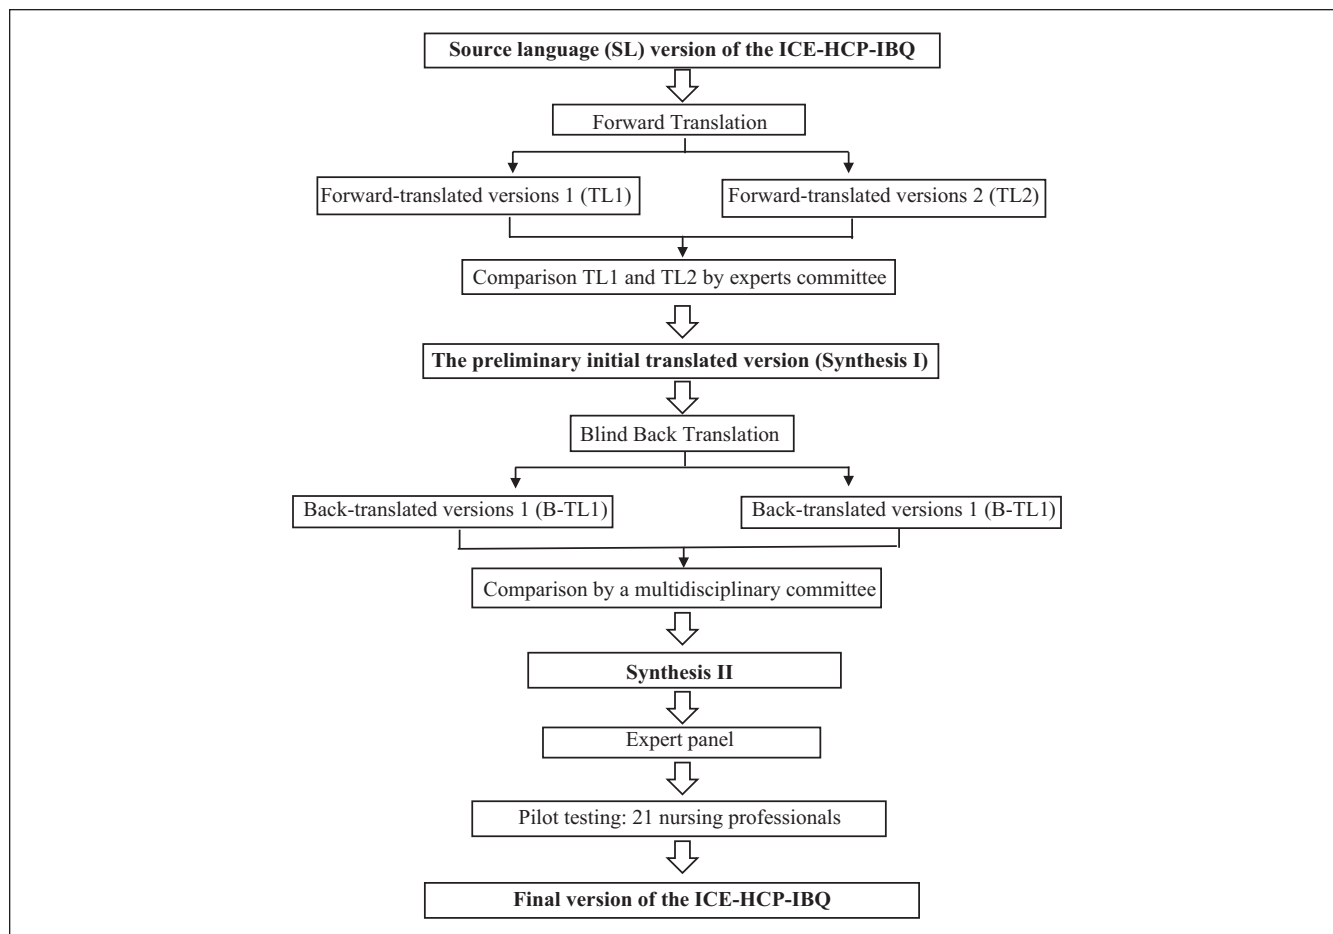 Source language (SL) version of the ICE-HCP-IBQ
Forward Translation
Forward-translated versions 1 (TL1)
Forward-translated versions 2 (TL2)
Comparison TL1 and TL2 by experts committee
The preliminary initial translated version (Synthesis I)
Blind Back Translation
Back-translated versions 1 (B-TL1)
Back-translated versions 1 (B-TL1)
Comparison by a multidisciplinary committee
Synthesis II
Expert panel
Pilot testing: 21 nursing professionals
Final version of the ICE-HCP-IBQ